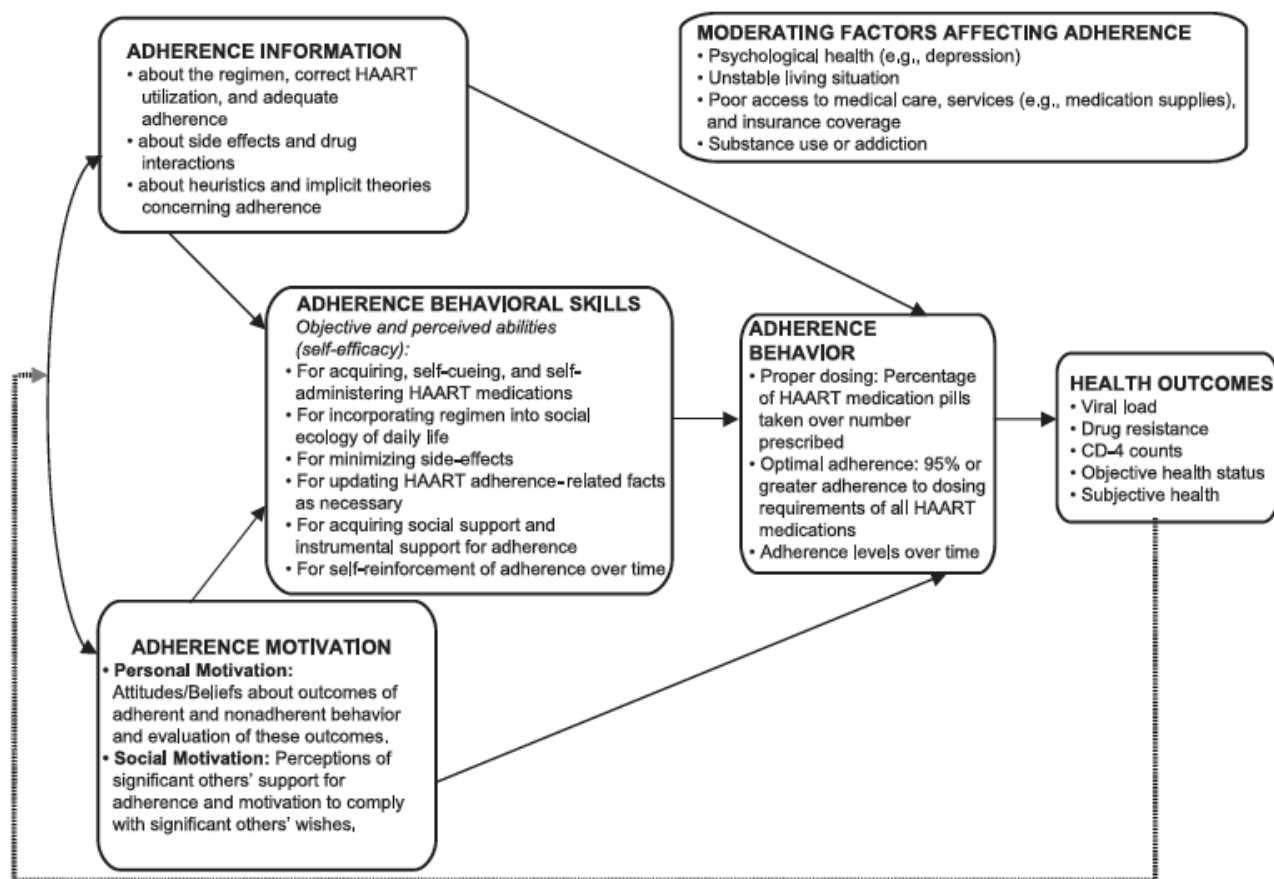 ADHERENCE INFORMATION
• about the regimen, correct HAART
utilization, and adequate
adherence
• about side effects and drug
interactions
• about heuristics and implicit theories
concerning adherence
MODERATING FACTORS AFFECTING ADHERENCE
• Psychological health (e.g., depression)
• Unstable living situation
• Poor access to medical care, services (e.g., medication supplies),
and insurance coverage
• Substance use or addiction
ADHERENCE BEHAVIORAL SKILLS
Objective and perceived abilities
(self-efficacy):
• For acquiring, self-cueing, and self-
administering HAART medications
• For incorporating regimen into social
ecology of daily life
• For minimizing side-effects
• For updating HAART adherence-related facts
as necessary
• For acquiring social support and
instrumental support for adherence
• For self-reinforcement of adherence over time
ADHERENCE
BEHAVIOR
• Proper dosing: Percentage
of HAART medication pills
taken over number
prescribed
• Optimal adherence: 95% or
greater adherence to dosing
requirements of all HAART
medications
• Adherence levels over time
HEALTH OUTCOMES
• Viral load
• Drug resistance
• CD-4 counts
• Objective health status
• Subjective health
ADHERENCE MOTIVATION
• Personal Motivation:
Attitudes/Beliefs about outcomes of
adherent and nonadherent behavior
and evaluation of these outcomes.
• Social Motivation: Perceptions of
significant others' support for
adherence and motivation to comply
with significant others' wishes.